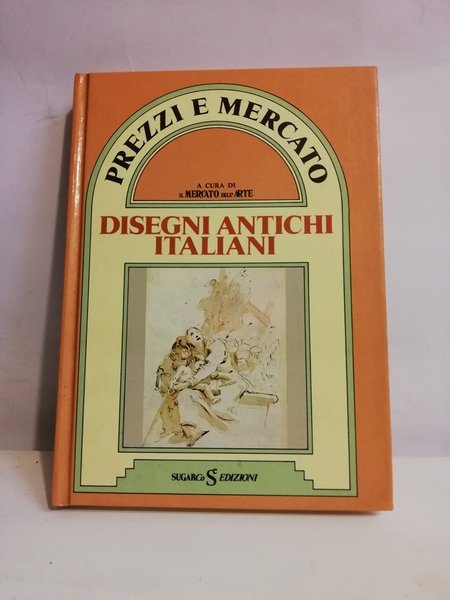 PREZZI E MERCATO
A CURA DI
IL MERCATO DELL'ARTE
DISEGNI ANTICHI
ITALIANI
SUGARCo EDIZIONI